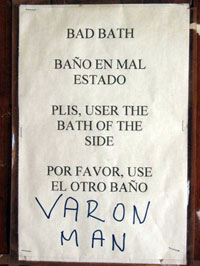 BAD BATH
BAÑO EN MAL
ESTADO
PLIS, USER THE
BATH OF THE
SIDE
POR FAVOR, USE
EL OTRO BAÑO
VARON
MAN